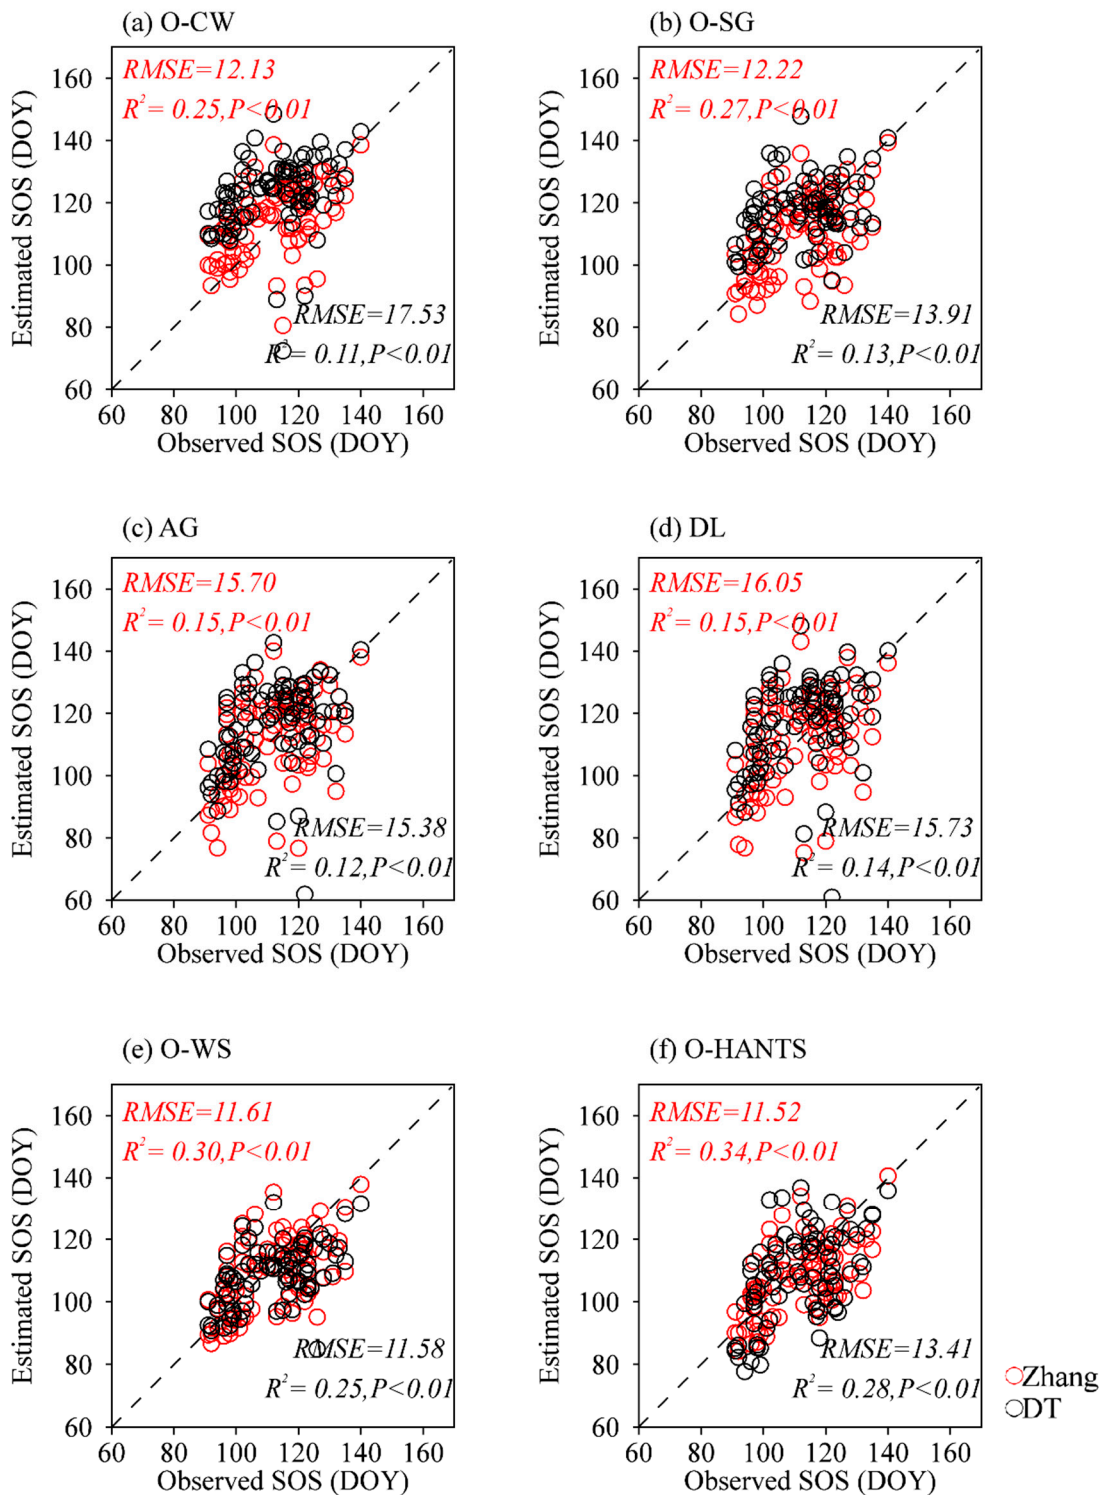 (a) O-CW
RMSE=12.13
R²= 0.25,P<0.01
160
140
120
100
80
60
Estimated SOS (DOY)
RMSE=17.53
R²= 0.11,P<0.01
60 80 100 120 140 160
Observed SOS (DOY)
(b) O-SG
RMSE=12.22
R²= 0.27,P<0.01
160
140
120
100
80
60
Estimated SOS (DOY)
RMSE=13.91
R²= 0.13,P<0.01
60 80 100 120 140 160
Observed SOS (DOY)
(c) AG
RMSE=15.70
R²= 0.15,P<0.01
160
140
120
100
80
60
Estimated SOS (DOY)
RMSE=15.38
R²= 0.12,P<0.01
60 80 100 120 140 160
Observed SOS (DOY)
(d) DL
RMSE=16.05
R²= 0.15,P<0.01
160
140
120
100
80
60
Estimated SOS (DOY)
RMSE=15.73
R²= 0.14,P<0.01
60 80 100 120 140 160
Observed SOS (DOY)
(e) O-WS
RMSE=11.61
R²= 0.30,P<0.01
160
140
120
100
80
60
Estimated SOS (DOY)
RMSE=11.58
R²= 0.25,P<0.01
60 80 100 120 140 160
Observed SOS (DOY)
(f) O-HANTS
RMSE=11.52
R²= 0.34,P<0.01
160
140
120
100
80
60
Estimated SOS (DOY)
RMSE=13.41
R²= 0.28,P<0.01
60 80 100 120 140 160
Observed SOS (DOY)
Zhang
DT